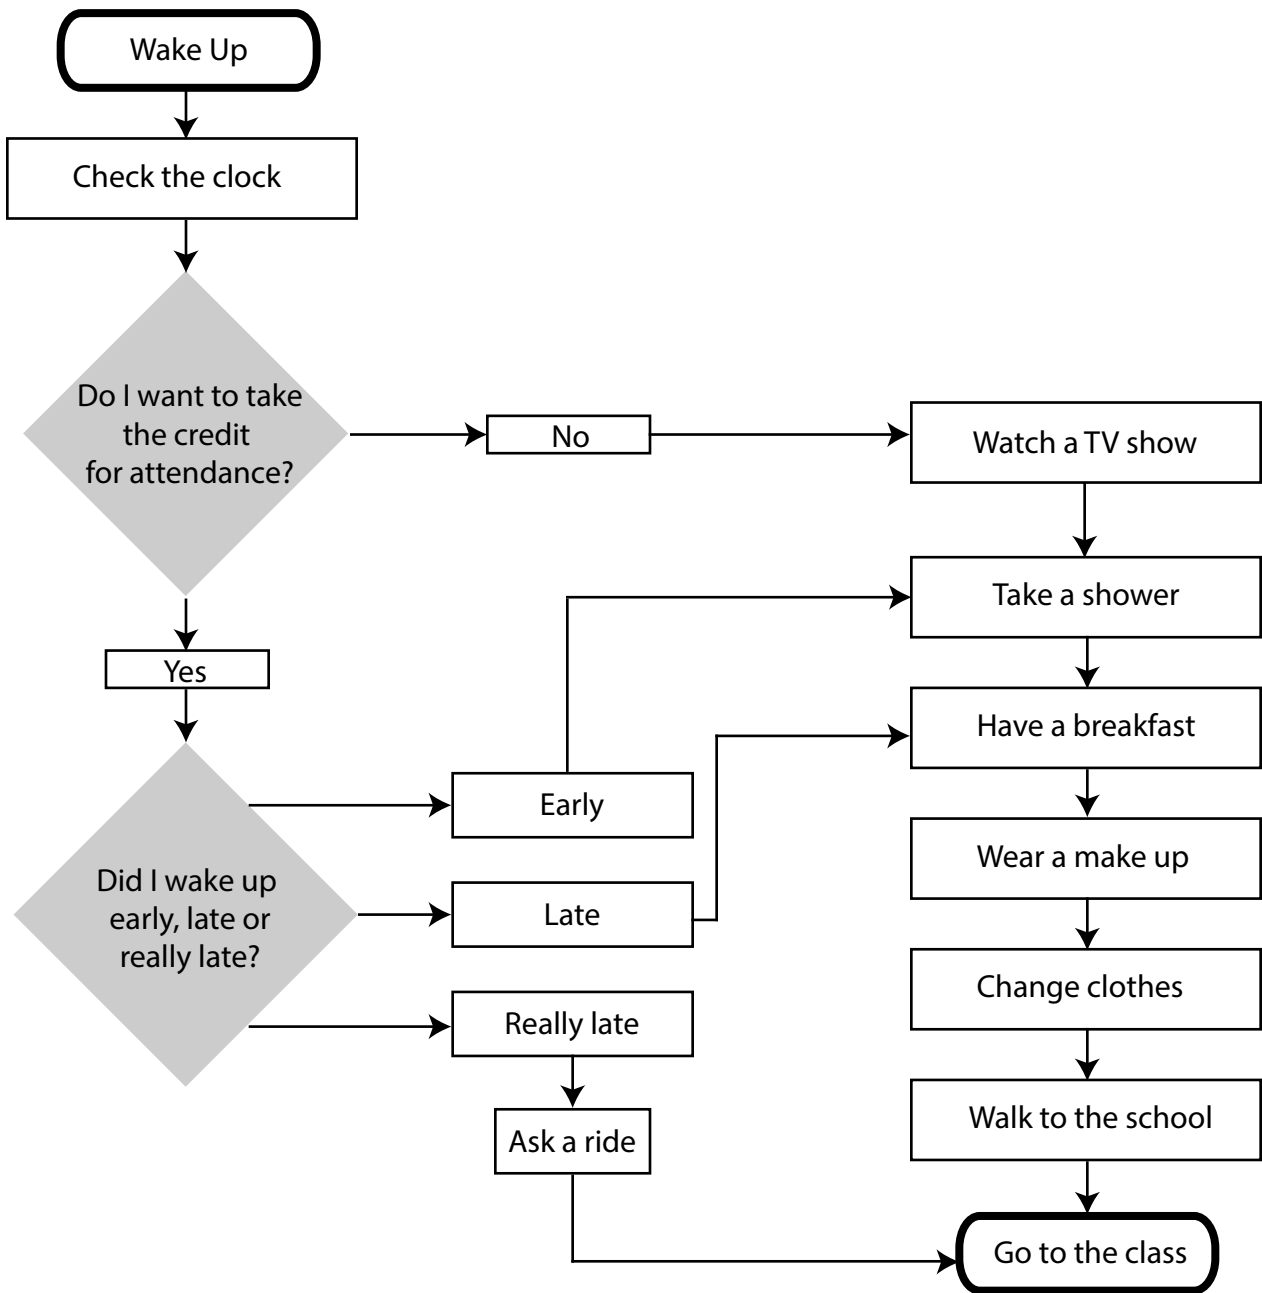 Wake Up
Check the clock
Do I want to take
the credit
for attendance?
No
Watch a TV show
Take a shower
Yes
Have a breakfast
Early
Wear a make up
Did I wake up
early, late or
really late?
Late
Change clothes
Really late
Walk to the school
Ask a ride
Go to the class